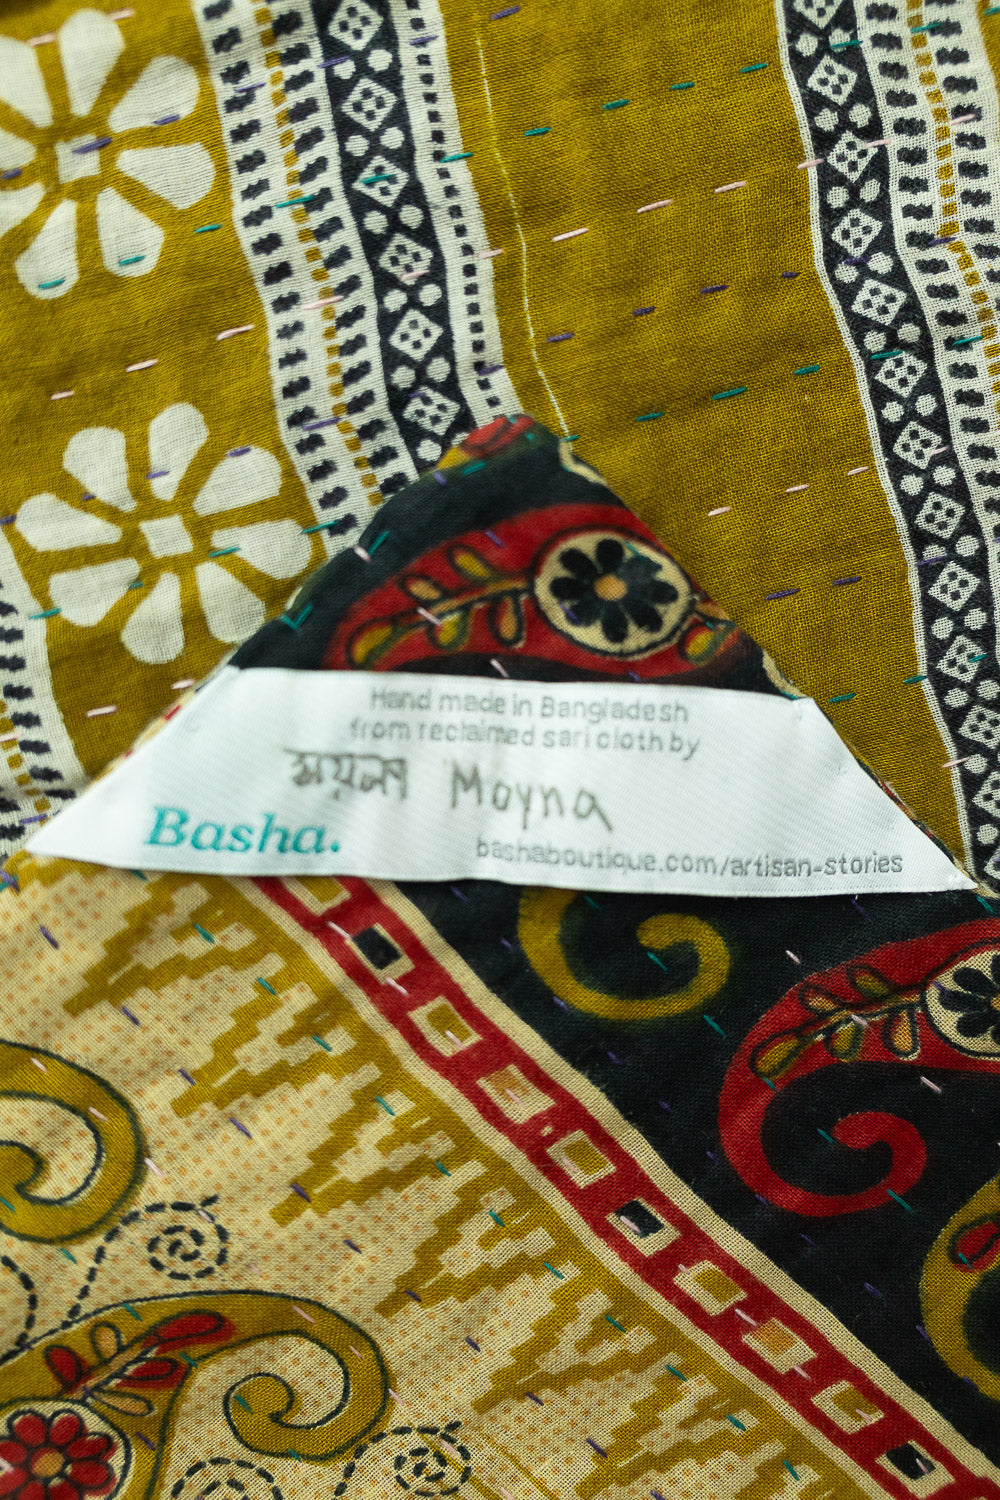 Hand made in Bangladesh
from reclaimed sari cloth by
ময়না Moyna
Basha.
bashaboutique.com/artisan-stories